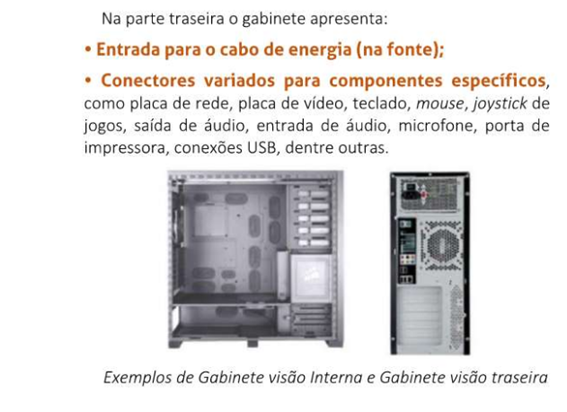 Na parte traseira o gabinete apresenta:
• Entrada para o cabo de energia (na fonte);
• Conectores variados para componentes específicos,
como placa de rede, placa de vídeo, teclado, mouse, joystick de
jogos, saída de áudio, entrada de áudio, microfone, porta de
impressora, conexões USB, dentre outras.
Exemplos de Gabinete visão Interna e Gabinete visão traseira